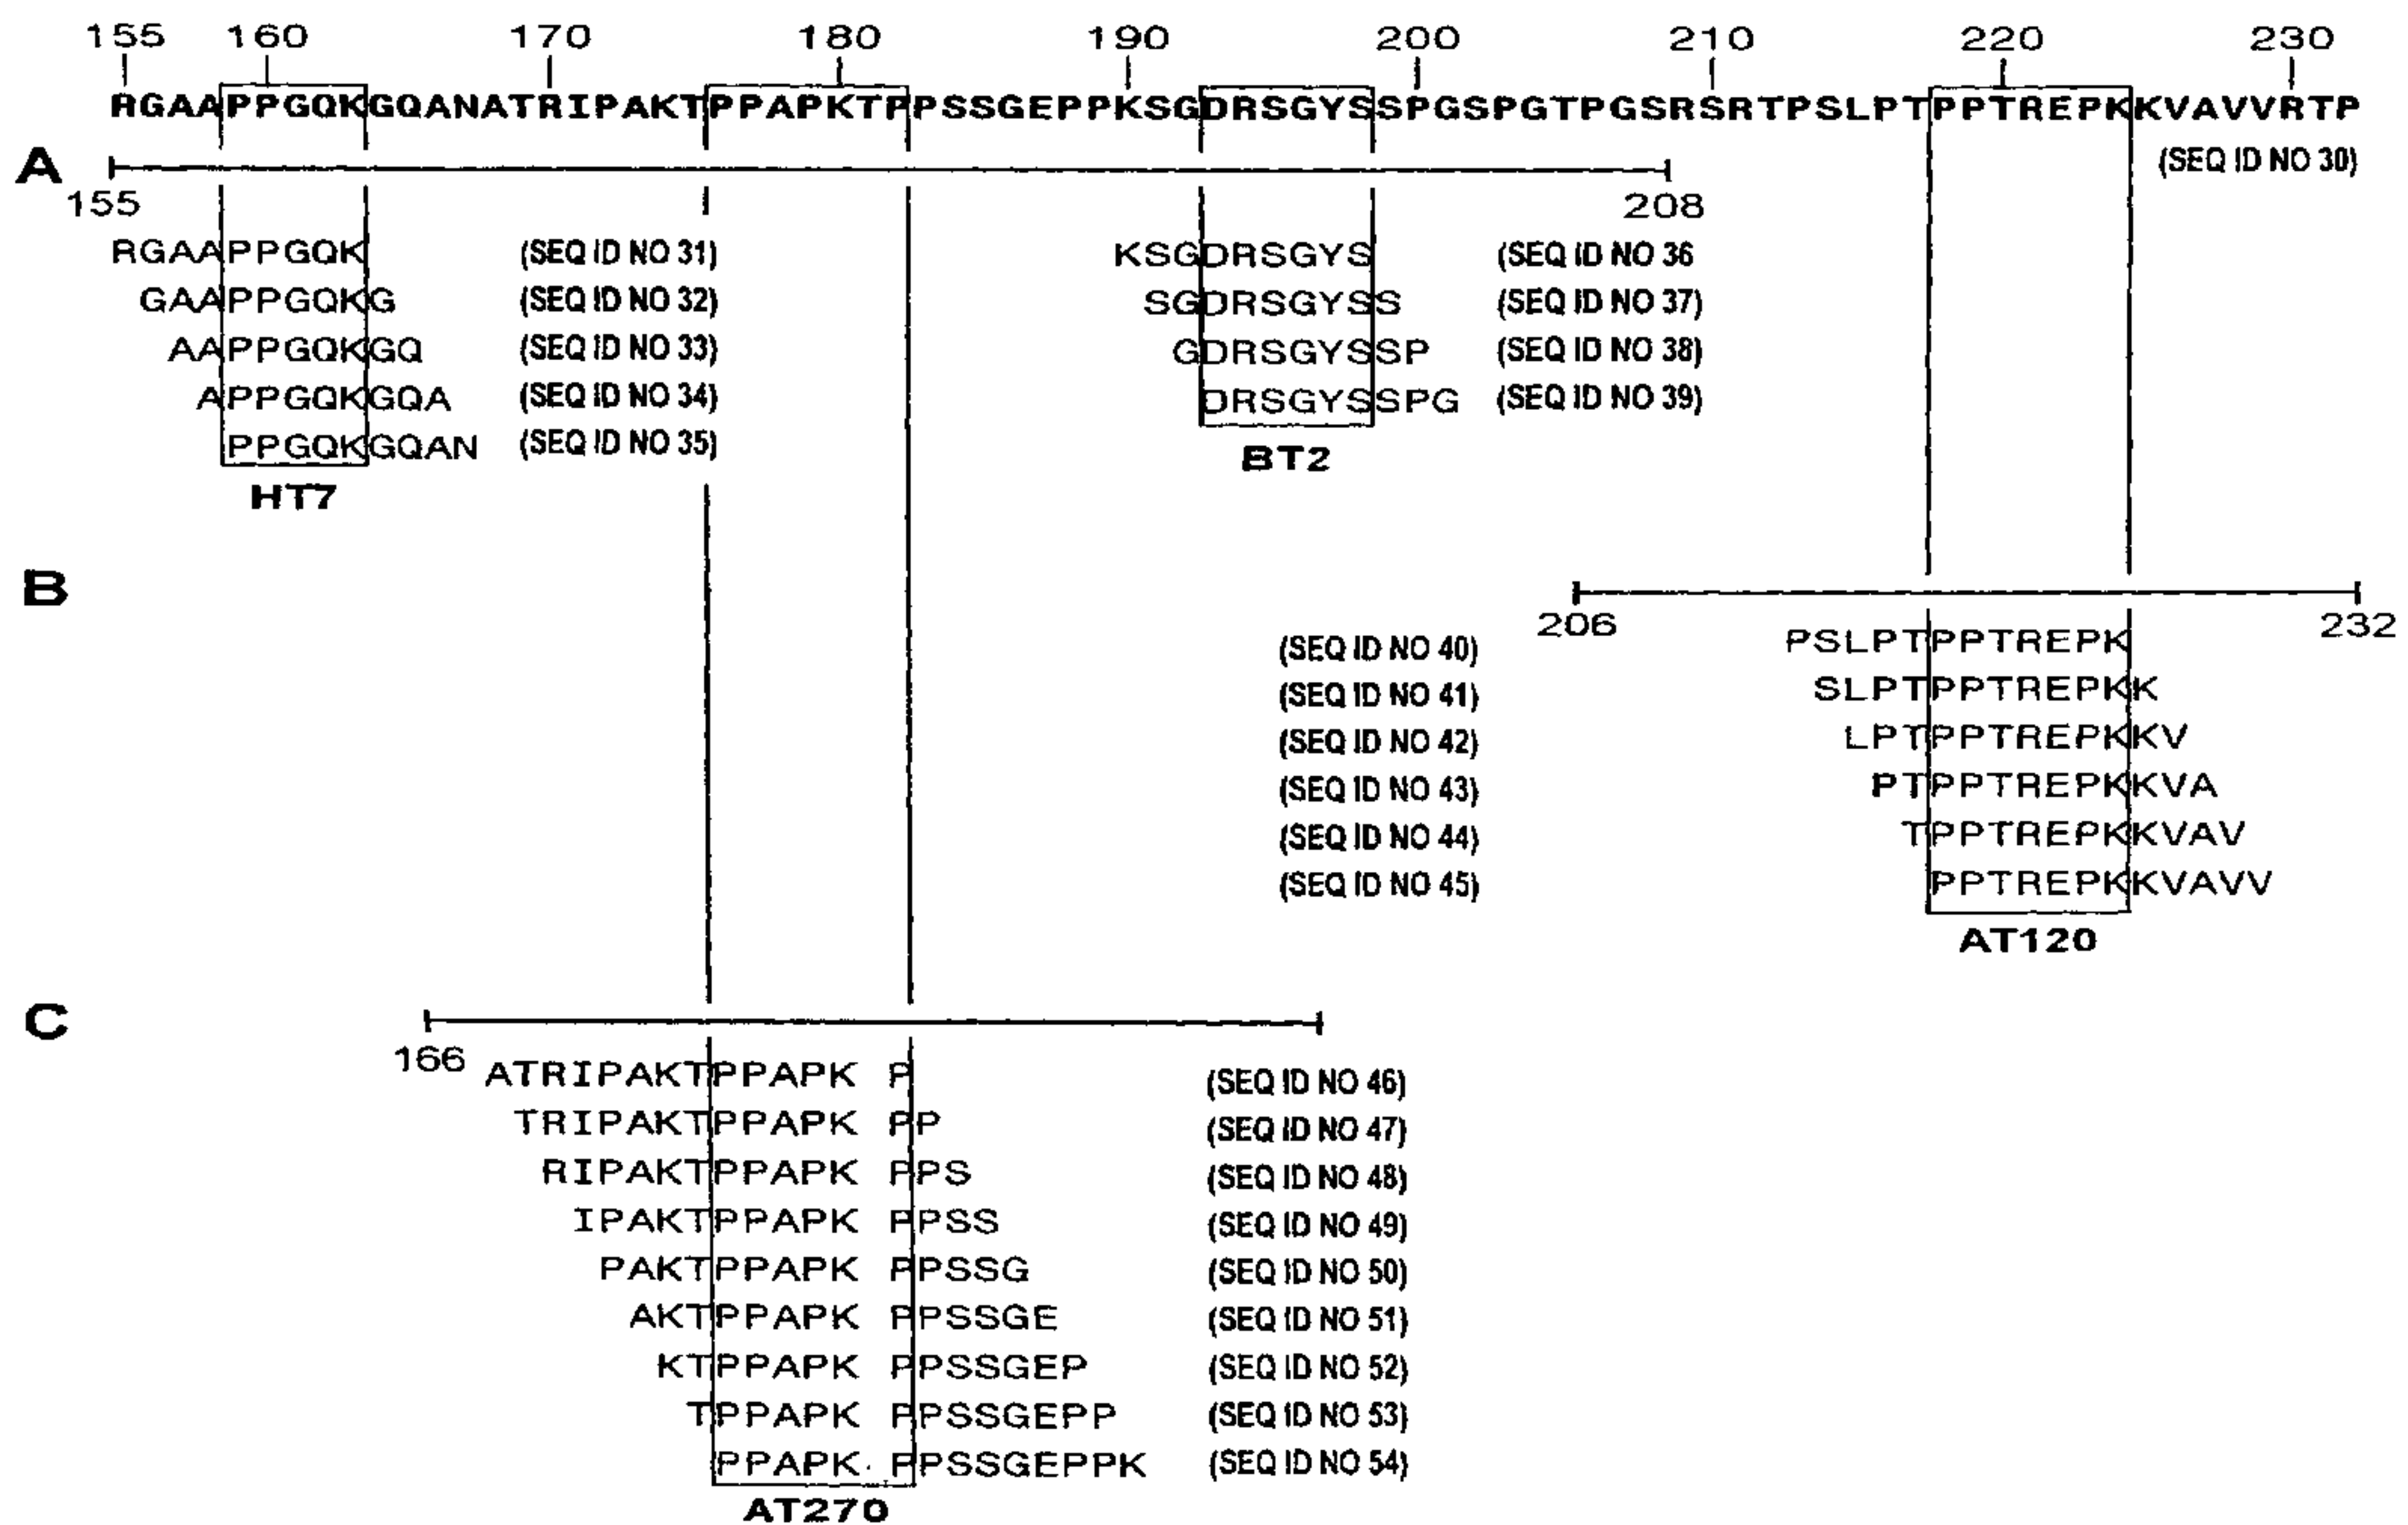 155 160 170 180 190 200 210 220 230
RGAAPPGQKGQANATRIPAKTPPAPKTPPSSGEPPKSGDRSGYSSPGSPGTPGSRSRTPSLPTPPTREPKKVAVVRTP
A (SEQ ID NO 30)
155 208
RGAAPPGQK (SEQ ID NO 31) KSGDRSGYS (SEQ ID NO 36
GAAPPGQKG (SEQ ID NO 32) SGDRSGYSS (SEQ ID NO 37)
AAPPGQKGQ (SEQ ID NO 33) GDRSGYSSP (SEQ ID NO 38)
APPGQKGQA (SEQ ID NO 34) DRSGYSSPG (SEQ ID NO 39)
PPGQKGQAN (SEQ ID NO 35) BT2
HT7
B
206 232
(SEQ ID NO 40) PSLPTPPTREPK
(SEQ ID NO 41) SLPTPPTREPKK
(SEQ ID NO 42) LPTPPTREPKKV
(SEQ ID NO 43) PTPPTREPKKVA
(SEQ ID NO 44) TPPTREPKKVAV
(SEQ ID NO 45) PPTREPKKVAVV
AT120
C
166
ATRIPAKTPPAPK P (SEQ ID NO 46)
TRIPAKTPPAPK PP (SEQ ID NO 47)
RIPAKTPPAPK PPS (SEQ ID NO 48)
IPAKTPPAPK PPSS (SEQ ID NO 49)
PAKTPPAPK PPSSG (SEQ ID NO 50)
AKTPPAPK PPSSGE (SEQ ID NO 51)
KTPPAPK PPSSGEP (SEQ ID NO 52)
TPPAPK PPSSGEPP (SEQ ID NO 53)
PPAPK PPSSGEPPK (SEQ ID NO 54)
AT270